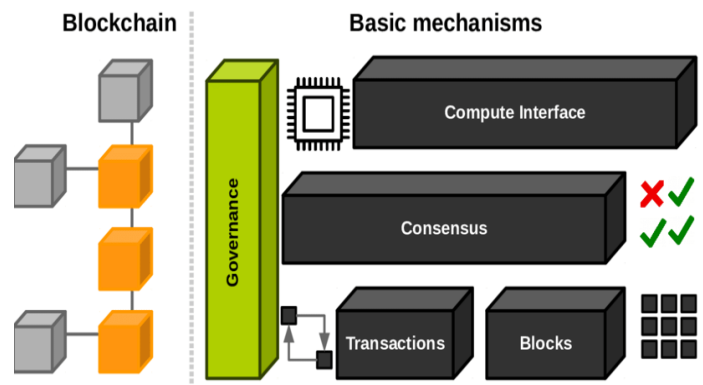 Blockchain
Basic mechanisms
Governance
Compute Interface
Consensus
Transactions
Blocks